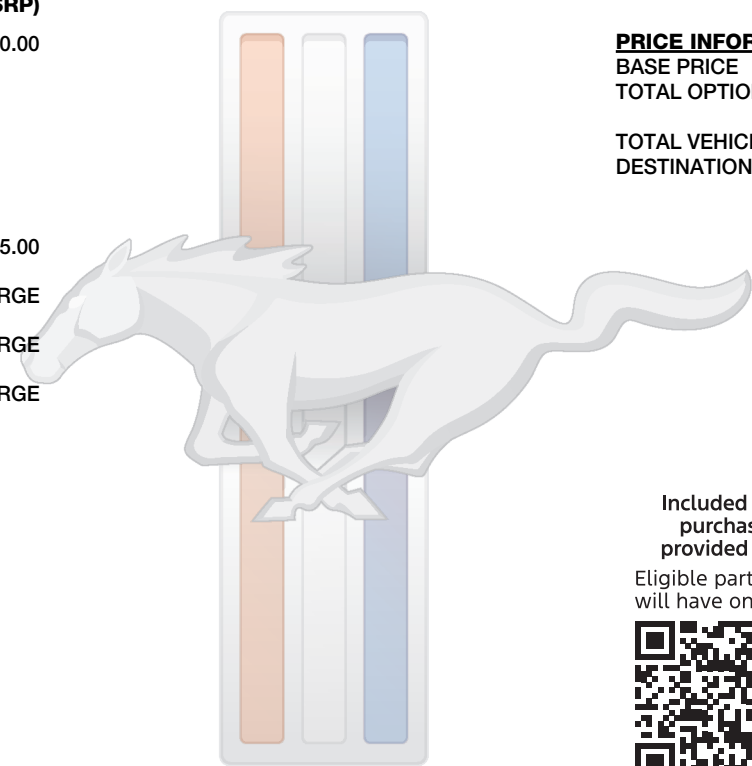 SRP)
0.00
5.00
RGE
RGE
RGE
PRICE INFOR
BASE PRICE
TOTAL OPTIO
TOTAL VEHIC
DESTINATION
Included
purchas
provided
Eligible part
will have on